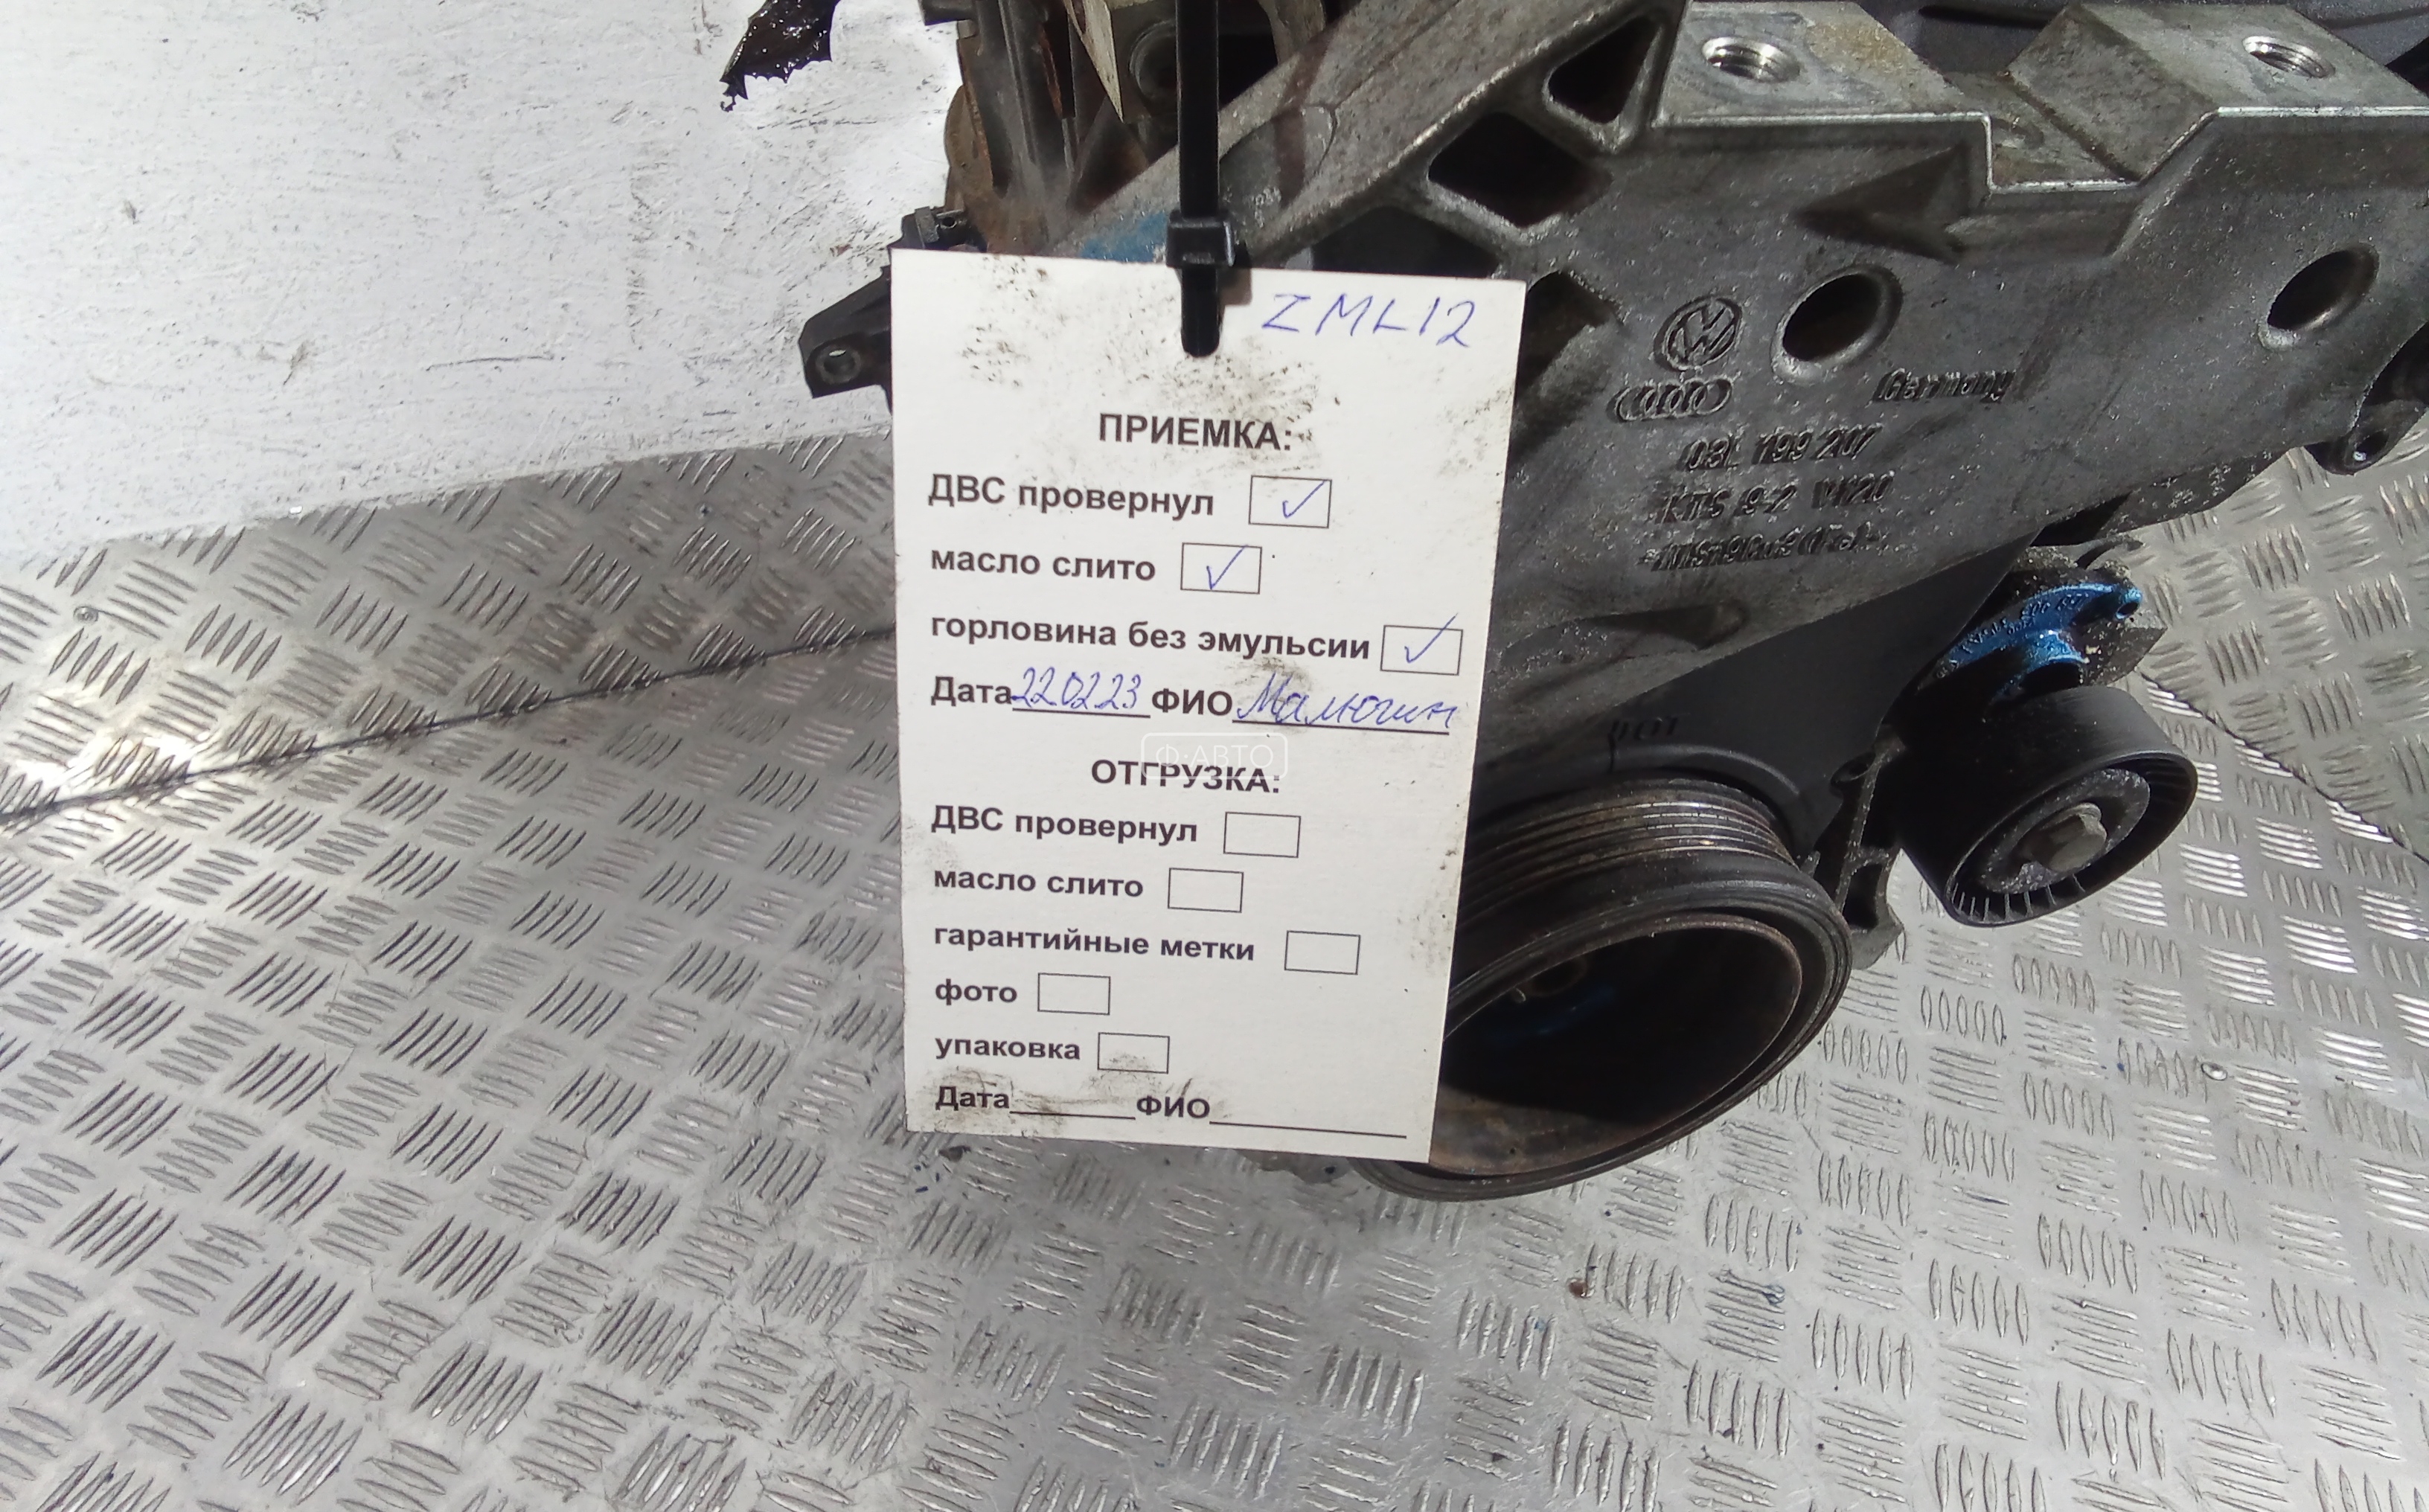 ZML12
ПРИЕМКА:
ДВС провернул ✓
масло слито ✓
горловина без эмульсии ✓
Дата 220223 ФИО Малюгин
Ф·АВТО
ОТГРУЗКА:
ДВС провернул
масло слито
гарантийные метки
фото
упаковка
Дата ФИО
Germany
03L 199 207